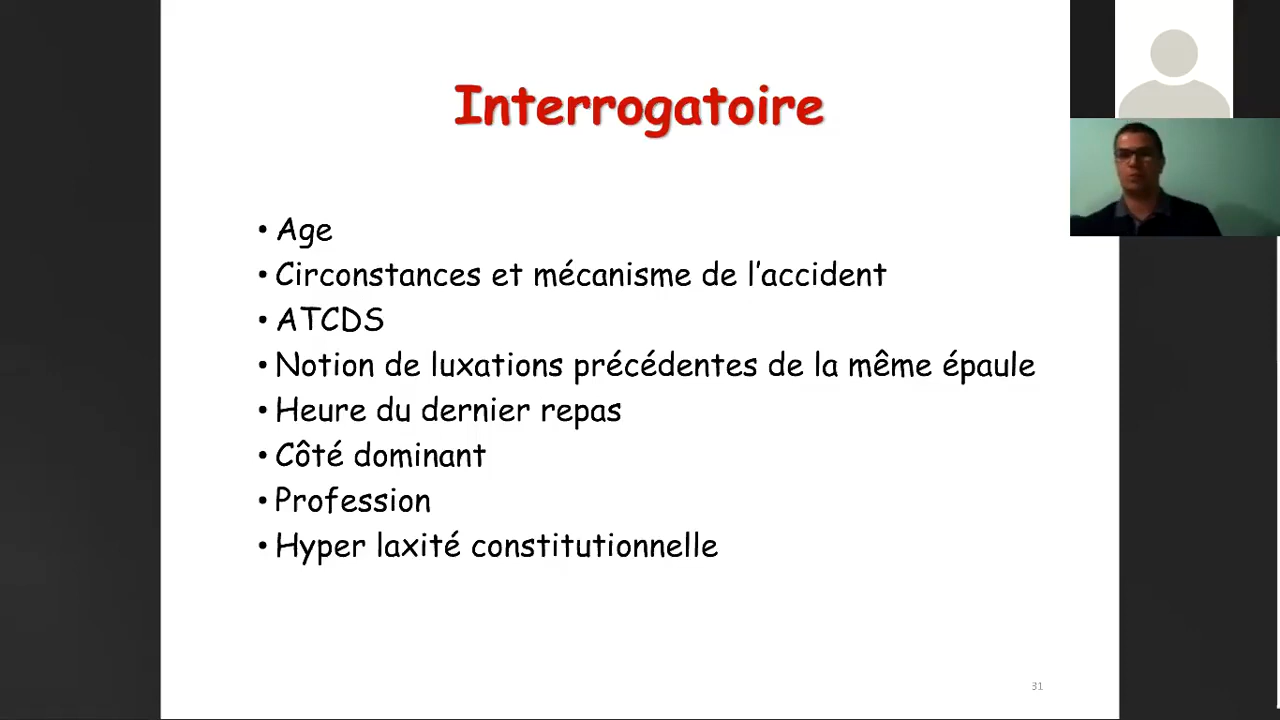 Interrogatoire
• Age
• Circonstances et mécanisme de l’accident
• ATCDS
• Notion de luxations précédentes de la même épaule
• Heure du dernier repas
• Côté dominant
• Profession
• Hyper laxité constitutionnelle
31